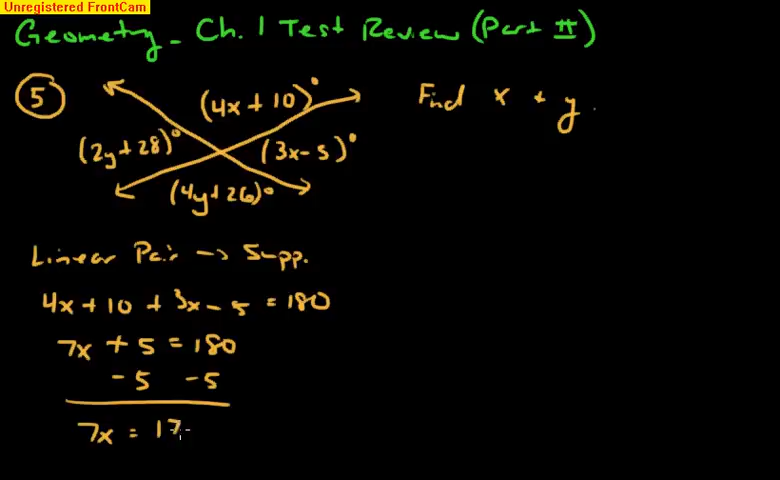 Unregistered FrontCam
Geometry - Ch. 1 Test Review (Part II)
5
(4x + 10)°
Find x + y.
(2y + 28)°
(3x - 5)°
(4y + 26)°
Linear Pair -> Supp.
4x + 10 + 3x - 5 = 180
7x + 5 = 180
- 5 - 5
7x = 17